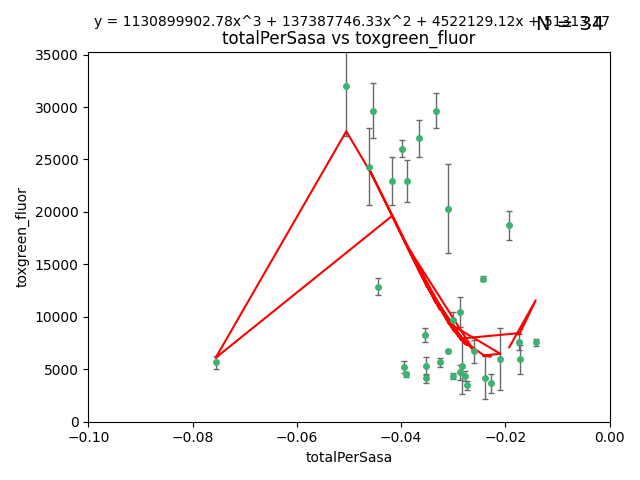 y = 1130899902.78x^3 + 137387746.33x^2 + 4522129.12x + 51313.17
N = 34
totalPerSasa vs toxgreen_fluor
35000
30000
25000
20000
15000
10000
5000
0
toxgreen_fluor
−0.10
−0.08
−0.06
−0.04
−0.02
0.00
totalPerSasa